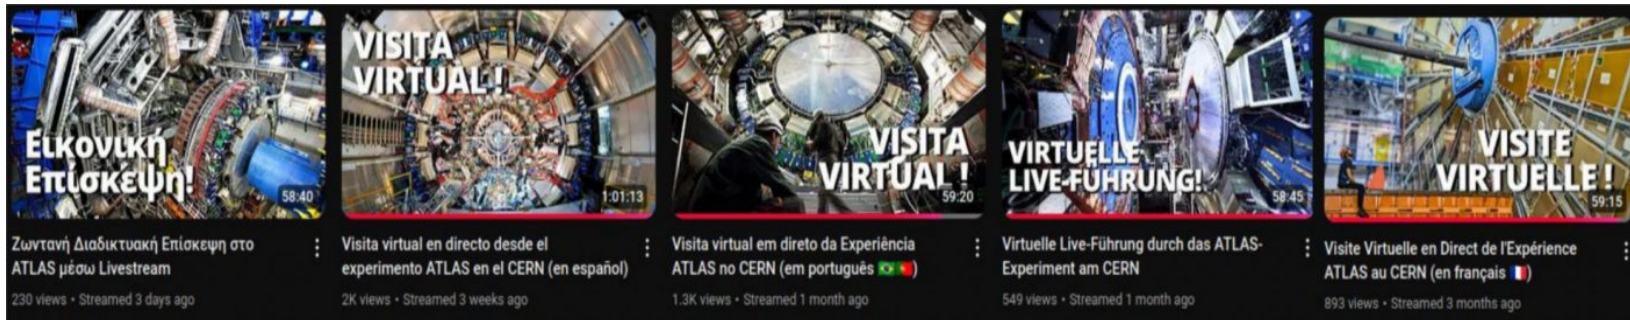 Εικονική
Επίσκεψη!
58:40
Ζωντανή Διαδικτυακή Επίσκεψη στο
ATLAS μέσω Livestream
230 views • Streamed 3 days ago
VISITA
VIRTUAL !
1:01:13
Visita virtual en directo desde el
experimento ATLAS en el CERN (en español)
2K views • Streamed 3 weeks ago
VISITA
VIRTUAL !
59:20
Visita virtual em direto da Experiência
ATLAS no CERN (em português 🇧🇷🇵🇹)
1.3K views • Streamed 1 month ago
VIRTUELLE
LIVE-FÜHRUNG!
58:45
Virtuelle Live-Führung durch das ATLAS-
Experiment am CERN
549 views • Streamed 1 month ago
VISITE
VIRTUELLE !
59:15
Visite Virtuelle en Direct de l'Expérience
ATLAS au CERN (en français 🇫🇷)
893 views • Streamed 3 months ago